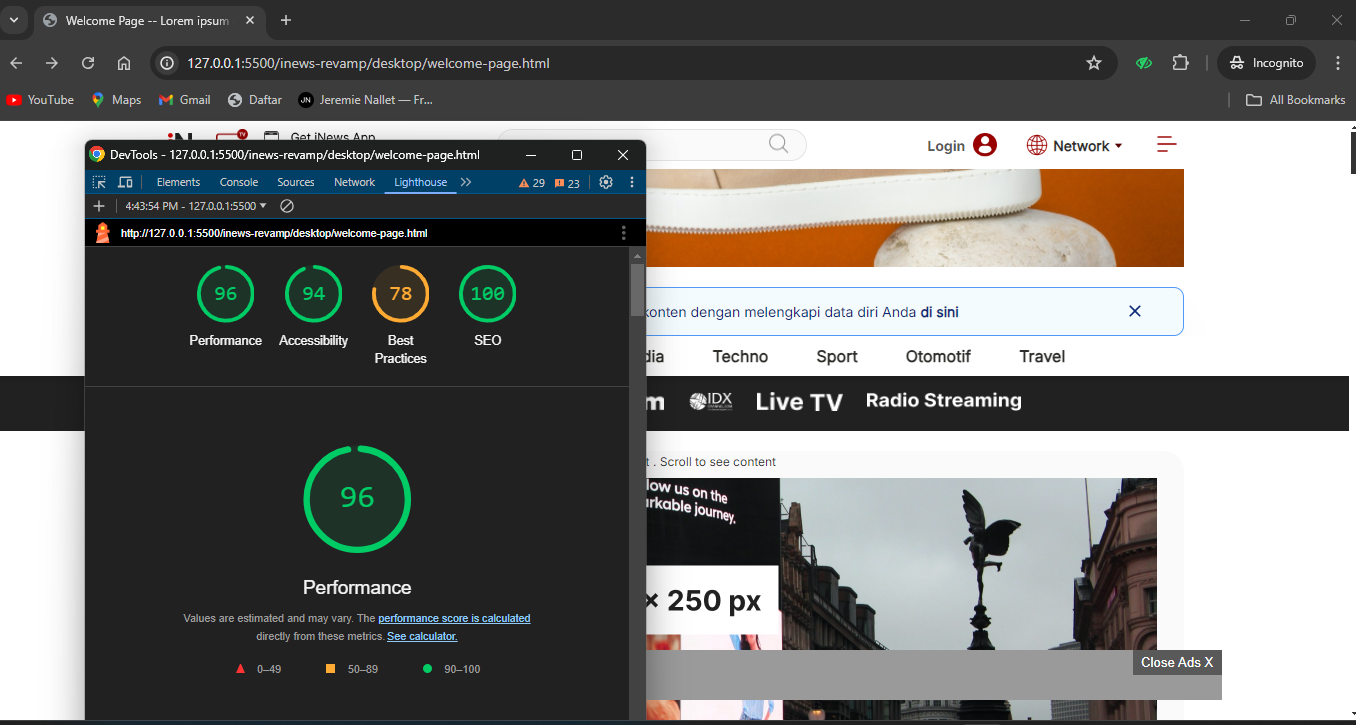 Welcome Page -- Lorem ipsum
127.0.0.1:5500/inews-revamp/desktop/welcome-page.html
Incognito
YouTube
Maps
Gmail
Daftar
JN
Jeremie Nallet — Fr...
All Bookmarks
iN
TV
Get iNews App
Login
Network
DevTools - 127.0.0.1:5500/inews-revamp/desktop/welcome-page.html
Elements
Console
Sources
Network
Lighthouse
29
23
4:43:54 PM - 127.0.0.1:5500
http://127.0.0.1:5500/inews-revamp/desktop/welcome-page.html
96
94
78
100
Performance
Accessibility
Best
Practices
SEO
96
Performance
Values are estimated and may vary. The performance score is calculated
directly from these metrics. See calculator.
0–49
50–89
90–100
konten dengan melengkapi data diri Anda di sini
dia
Techno
Sport
Otomotif
Travel
m
IDX
Live TV
Radio Streaming
t . Scroll to see content
low us on the
rkable journey.
× 250 px
Close Ads X